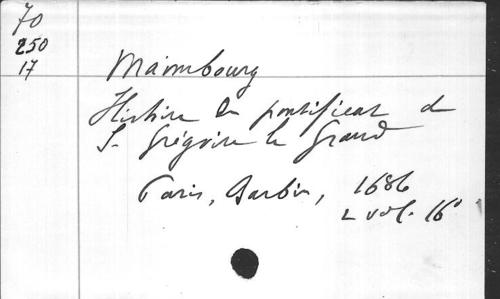 70
250
17
Maimbourg
Histoire du pontificat de
S. Grégoire le Grand
Paris, Barbin, 1686
2 vol. 16°